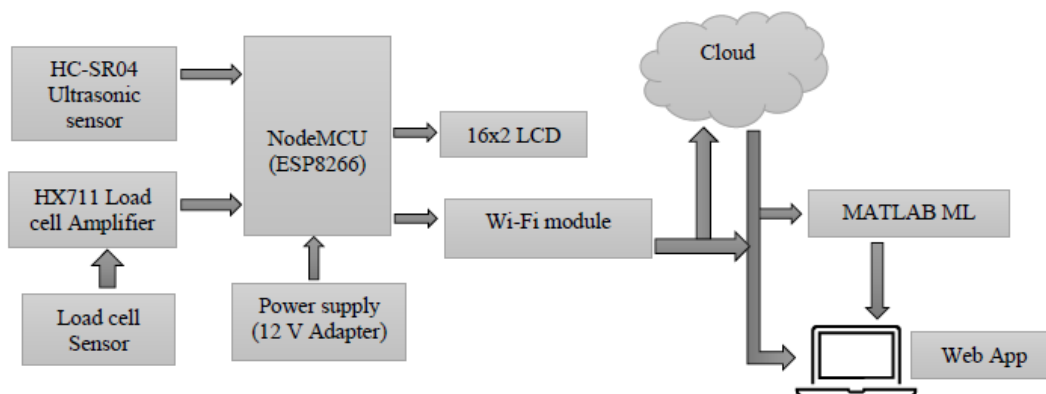 HC-SR04
Ultrasonic
sensor
NodeMCU
(ESP8266)
Cloud
16x2 LCD
HX711 Load
cell Amplifier
Wi-Fi module
MATLAB ML
Load cell
Sensor
Power supply
(12 V Adapter)
Web App